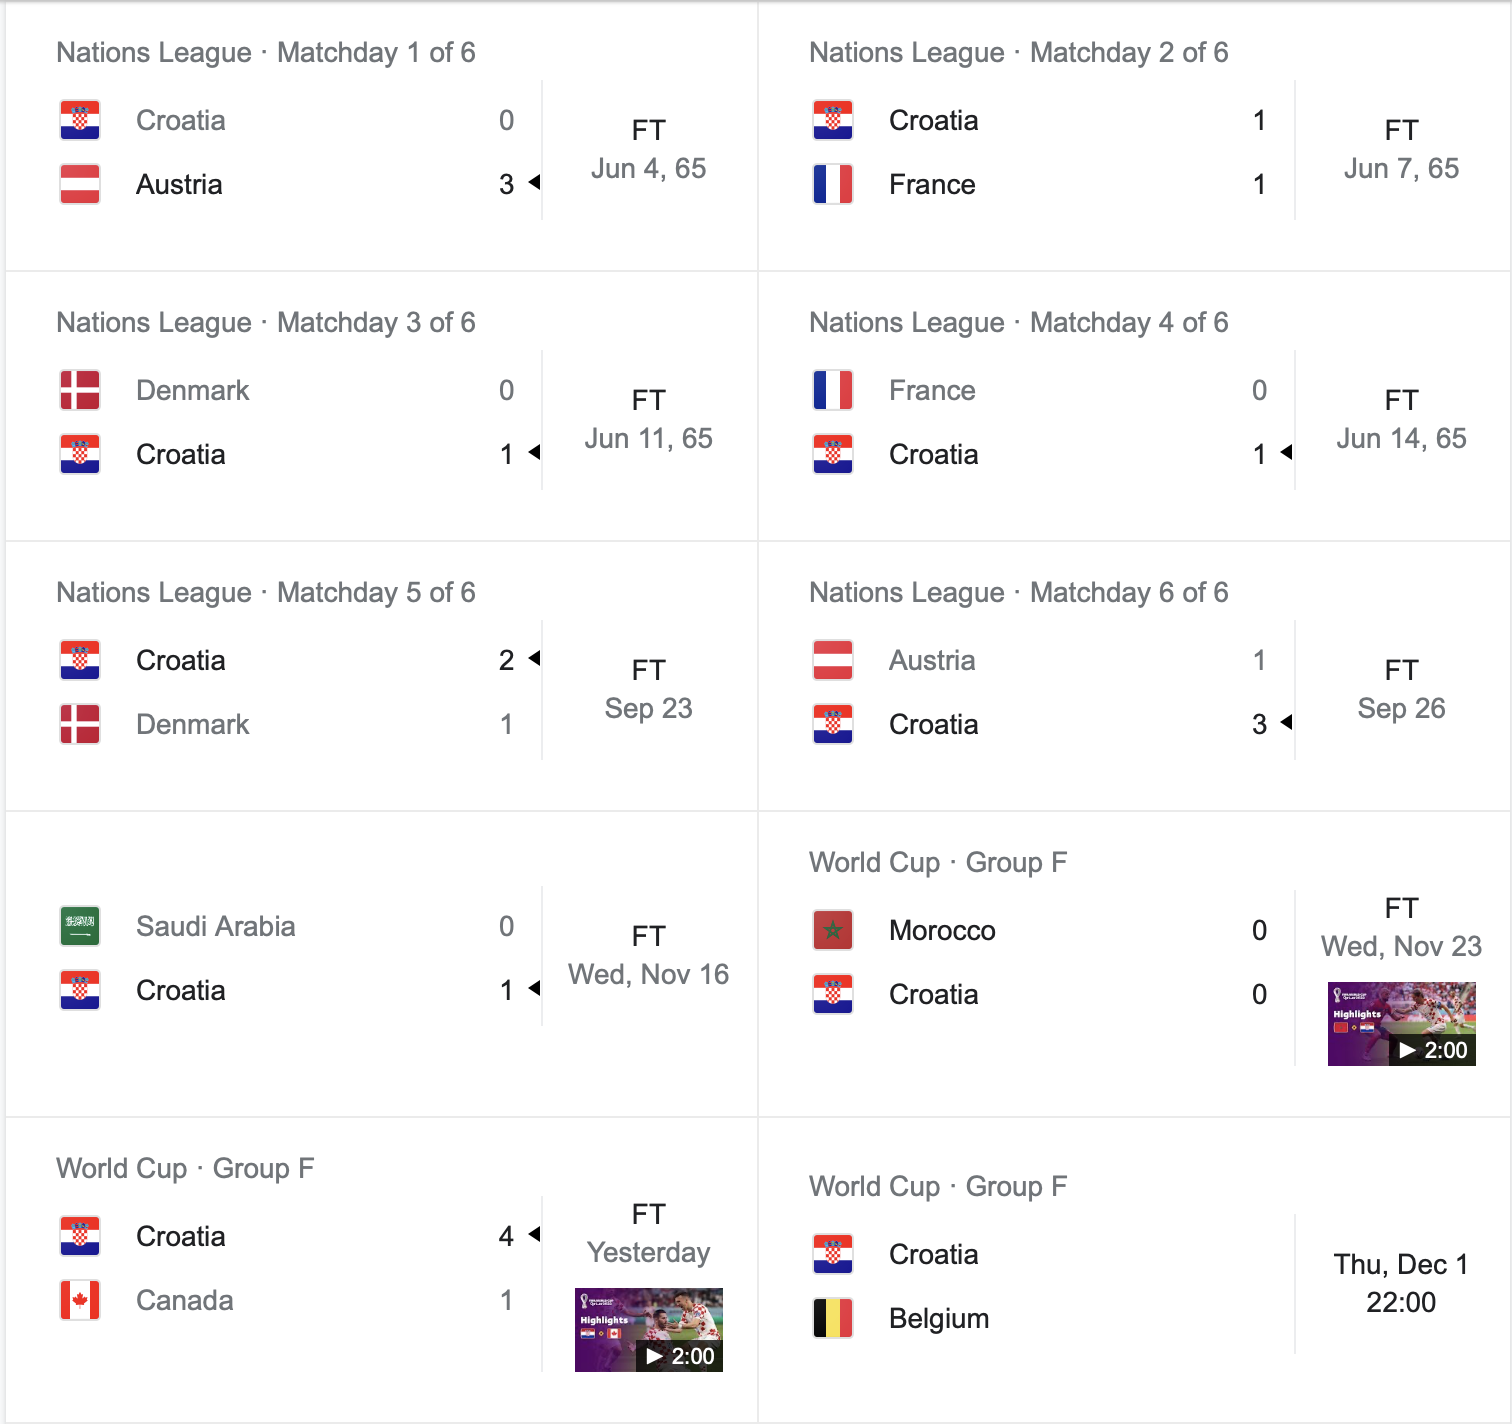 Nations League · Matchday 1 of 6
Croatia 0
Austria 3
FT
Jun 4, 65
Nations League · Matchday 2 of 6
Croatia 1
France 1
FT
Jun 7, 65
Nations League · Matchday 3 of 6
Denmark 0
Croatia 1
FT
Jun 11, 65
Nations League · Matchday 4 of 6
France 0
Croatia 1
FT
Jun 14, 65
Nations League · Matchday 5 of 6
Croatia 2
Denmark 1
FT
Sep 23
Nations League · Matchday 6 of 6
Austria 1
Croatia 3
FT
Sep 26
Saudi Arabia 0
Croatia 1
FT
Wed, Nov 16
World Cup · Group F
Morocco 0
Croatia 0
FT
Wed, Nov 23
Highlights
2:00
World Cup · Group F
Croatia 4
Canada 1
FT
Yesterday
Highlights
2:00
World Cup · Group F
Croatia
Belgium
Thu, Dec 1
22:00